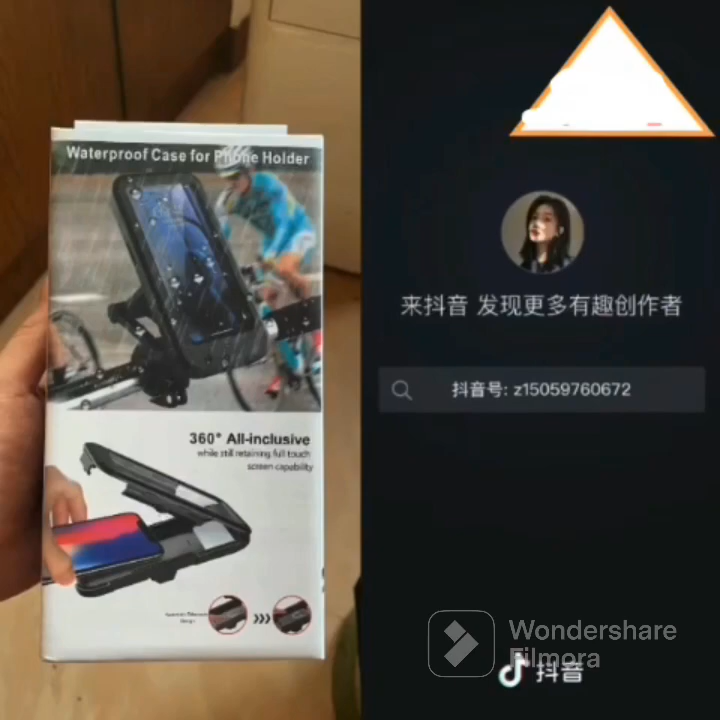 Waterproof Case for Phone Holder
360° All-inclusive
while still retaining full touch
screen capability
来抖音 发现更多有趣创作者
抖音号: z15059760672
Wondershare
Filmora
抖音